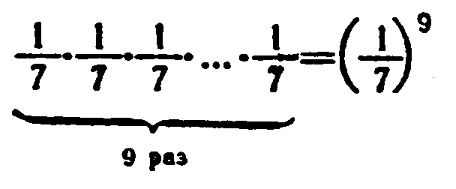 1/7 · 1/7 · 1/7 · ... · 1/7 = (1/7)^9
9 раз